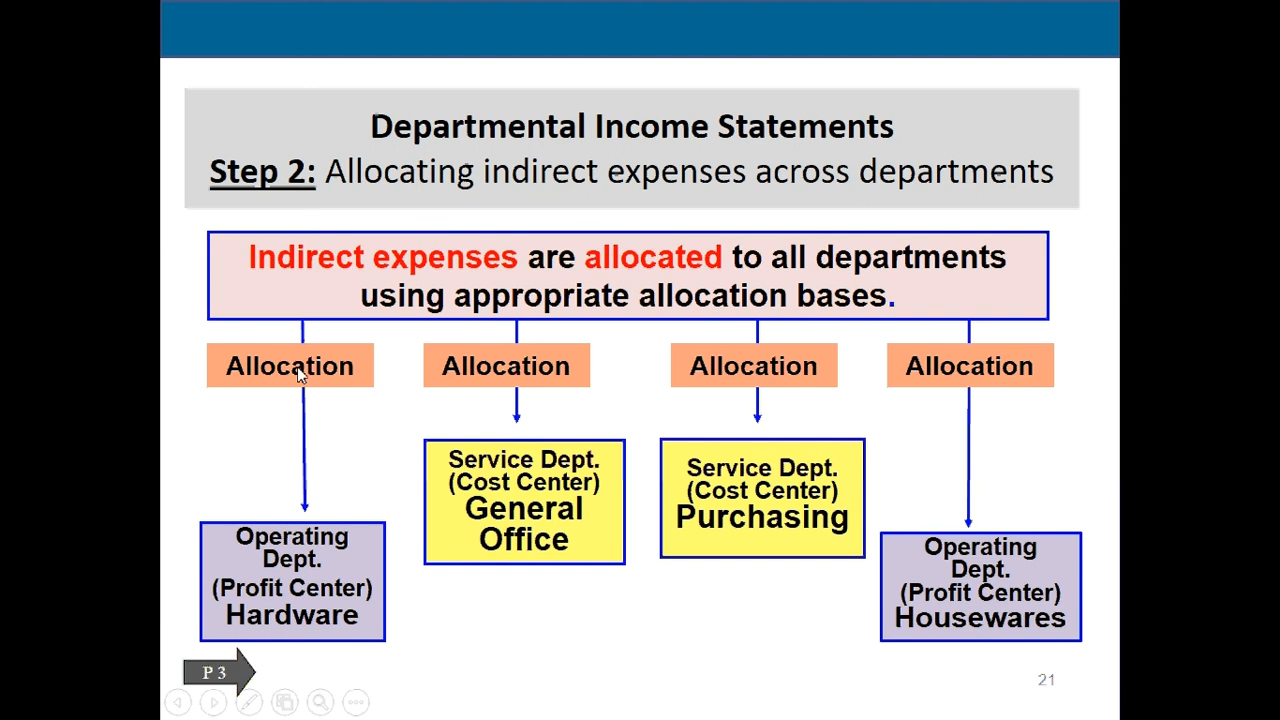 Departmental Income Statements
Step 2: Allocating indirect expenses across departments
Indirect expenses are allocated to all departments
using appropriate allocation bases.
Allocation
Allocation
Allocation
Allocation
Service Dept.
(Cost Center)
General
Office
Service Dept.
(Cost Center)
Purchasing
Operating
Dept.
(Profit Center)
Hardware
Operating
Dept.
(Profit Center)
Housewares
P 3
21